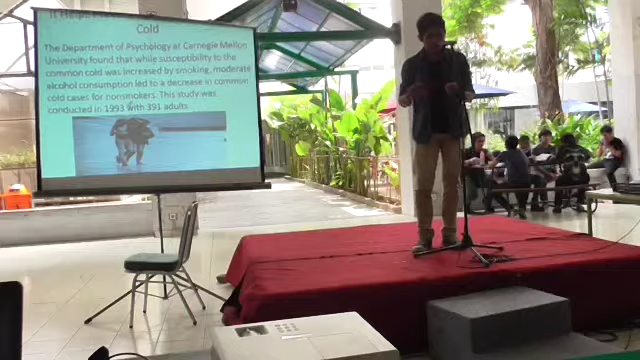 It Helps
Cold
The Department of Psychology at Carnegie Mellon
University found that while susceptibility to the
common cold was increased by smoking, moderate
alcohol consumption led to a decrease in common
cold cases for nonsmokers. This study was
conducted in 1993 with 391 adults